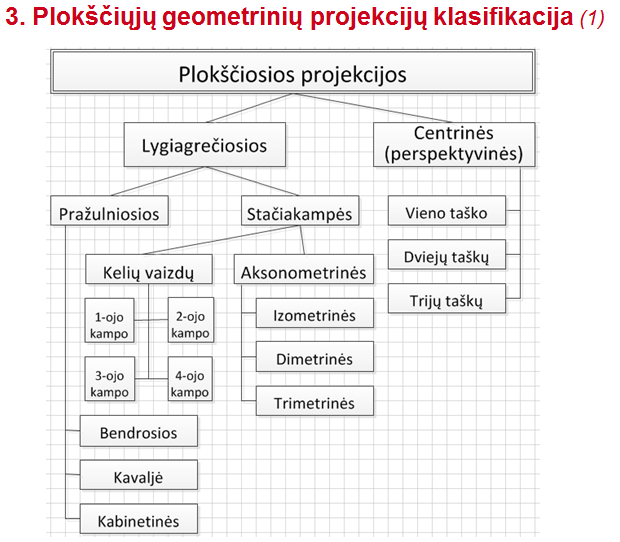 3. Plokščiųjų geometrinių projekcijų klasifikacija (1)
Plokščiosios projekcijos
Lygiagrečiosios
Centrinės
(perspektyvinės)
Pražulniosios
Stačiakampės
Vieno taško
Dviejų taškų
Trijų taškų
Kelių vaizdų
Aksonometrinės
1-ojo
kampo
2-ojo
kampo
3-ojo
kampo
4-ojo
kampo
Izometrinės
Dimetrinės
Trimetrinės
Bendrosios
Kavaljė
Kabinetinės